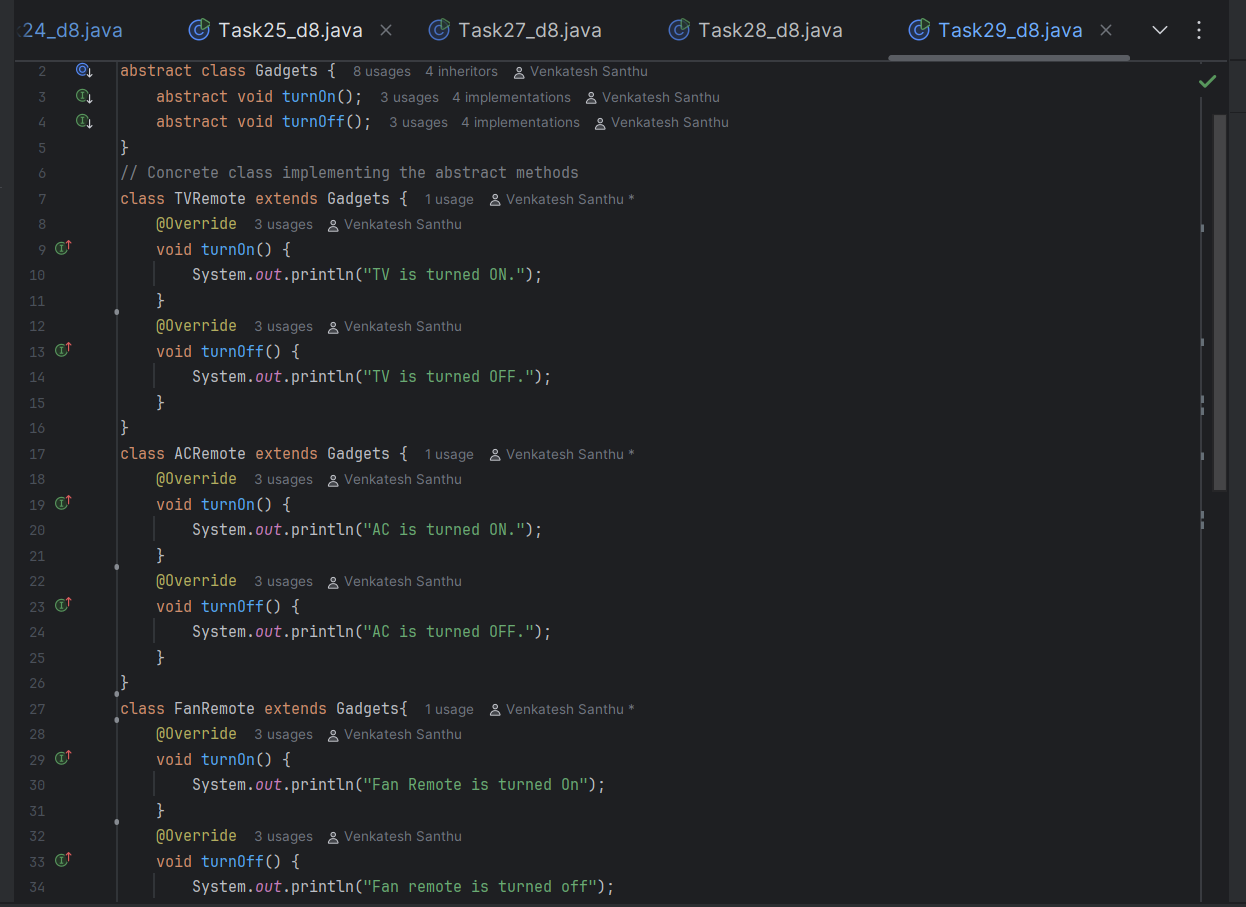 24_d8.java Task25_d8.java Task27_d8.java Task28_d8.java Task29_d8.java
2 abstract class Gadgets { 8 usages 4 inheritors Venkatesh Santhu
3 abstract void turnOn(); 3 usages 4 implementations Venkatesh Santhu
4 abstract void turnOff(); 3 usages 4 implementations Venkatesh Santhu
5 }
6 // Concrete class implementing the abstract methods
7 class TVRemote extends Gadgets { 1 usage Venkatesh Santhu *
8 @Override 3 usages Venkatesh Santhu
9 void turnOn() {
10 System.out.println("TV is turned ON.");
11 }
12 @Override 3 usages Venkatesh Santhu
13 void turnOff() {
14 System.out.println("TV is turned OFF.");
15 }
16 }
17 class ACRemote extends Gadgets { 1 usage Venkatesh Santhu *
18 @Override 3 usages Venkatesh Santhu
19 void turnOn() {
20 System.out.println("AC is turned ON.");
21 }
22 @Override 3 usages Venkatesh Santhu
23 void turnOff() {
24 System.out.println("AC is turned OFF.");
25 }
26 }
27 class FanRemote extends Gadgets{ 1 usage Venkatesh Santhu *
28 @Override 3 usages Venkatesh Santhu
29 void turnOn() {
30 System.out.println("Fan Remote is turned On");
31 }
32 @Override 3 usages Venkatesh Santhu
33 void turnOff() {
34 System.out.println("Fan remote is turned off");